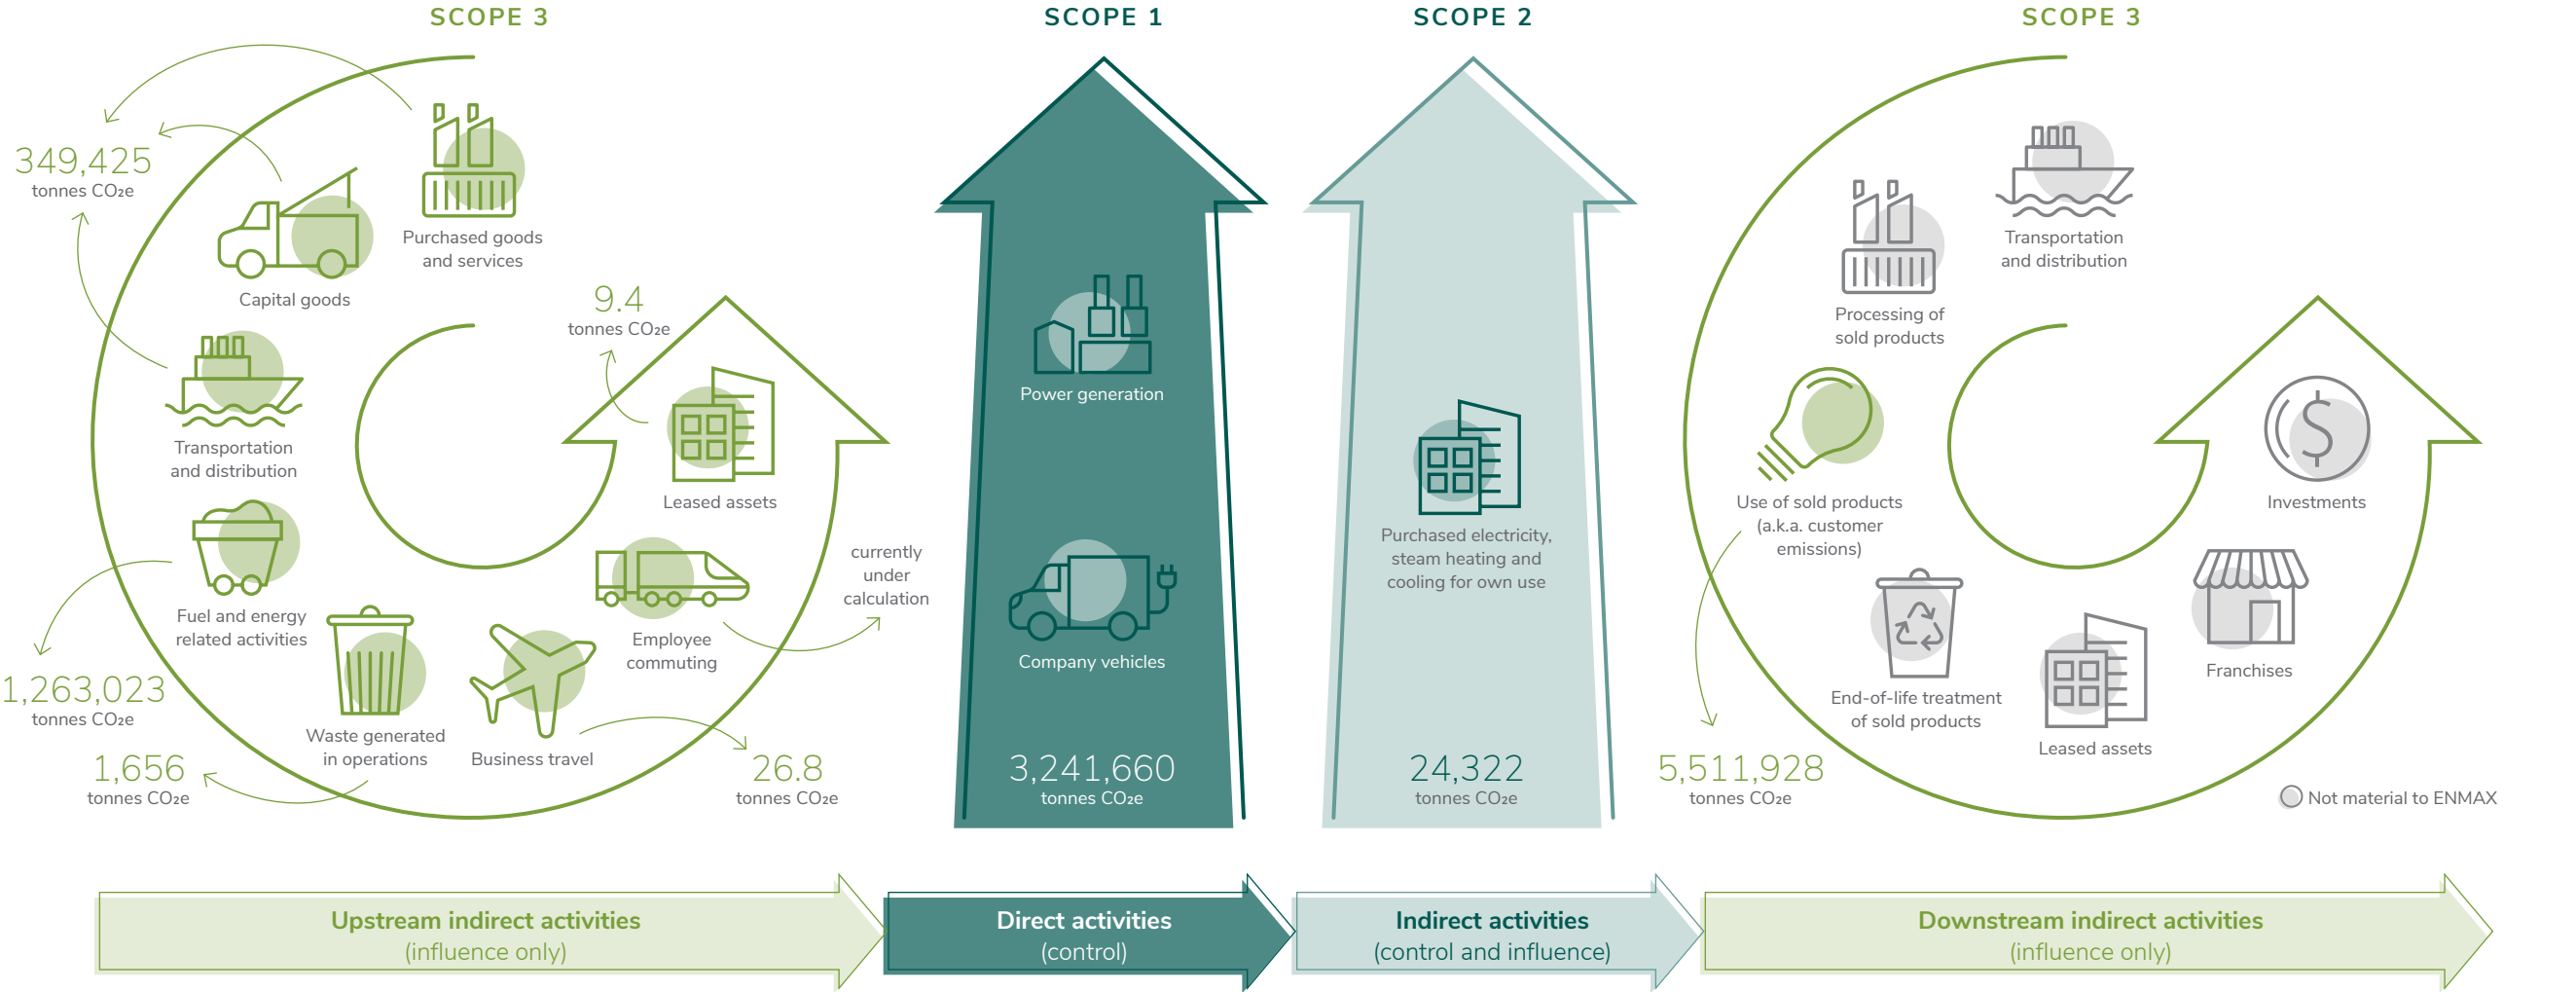 SCOPE 3
349,425
tonnes CO₂e
Purchased goods
and services
Capital goods
9.4
tonnes CO₂e
Transportation
and distribution
Leased assets
Fuel and energy
related activities
1,263,023
tonnes CO₂e
Waste generated
in operations
1,656
tonnes CO₂e
Business travel
26.8
tonnes CO₂e
Employee
commuting
currently
under
calculation
SCOPE 1
Power generation
Company vehicles
3,241,660
tonnes CO₂e
SCOPE 2
Purchased electricity,
steam heating and
cooling for own use
24,322
tonnes CO₂e
SCOPE 3
Transportation
and distribution
Processing of
sold products
Use of sold products
(a.k.a. customer
emissions)
5,511,928
tonnes CO₂e
End-of-life treatment
of sold products
Leased assets
Franchises
Investments
Not material to ENMAX
Upstream indirect activities
(influence only)
Direct activities
(control)
Indirect activities
(control and influence)
Downstream indirect activities
(influence only)